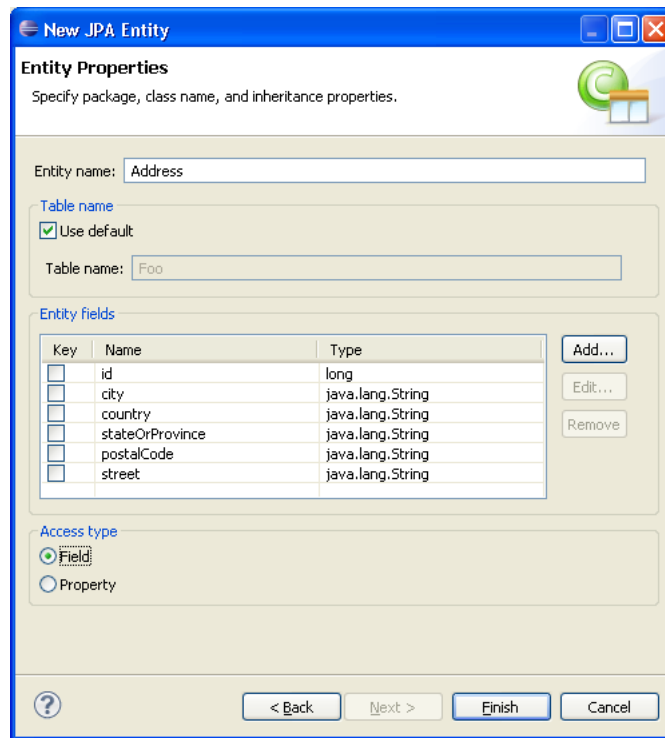 New JPA Entity
Entity Properties
Specify package, class name, and inheritance properties.
Entity name: Address
Table name
Use default
Table name: Foo
Entity fields
Key Name Type Add...
id long
city java.lang.String Edit...
country java.lang.String
stateOrProvince java.lang.String Remove
postalCode java.lang.String
street java.lang.String
Access type
Field
Property
? < Back Next > Finish Cancel